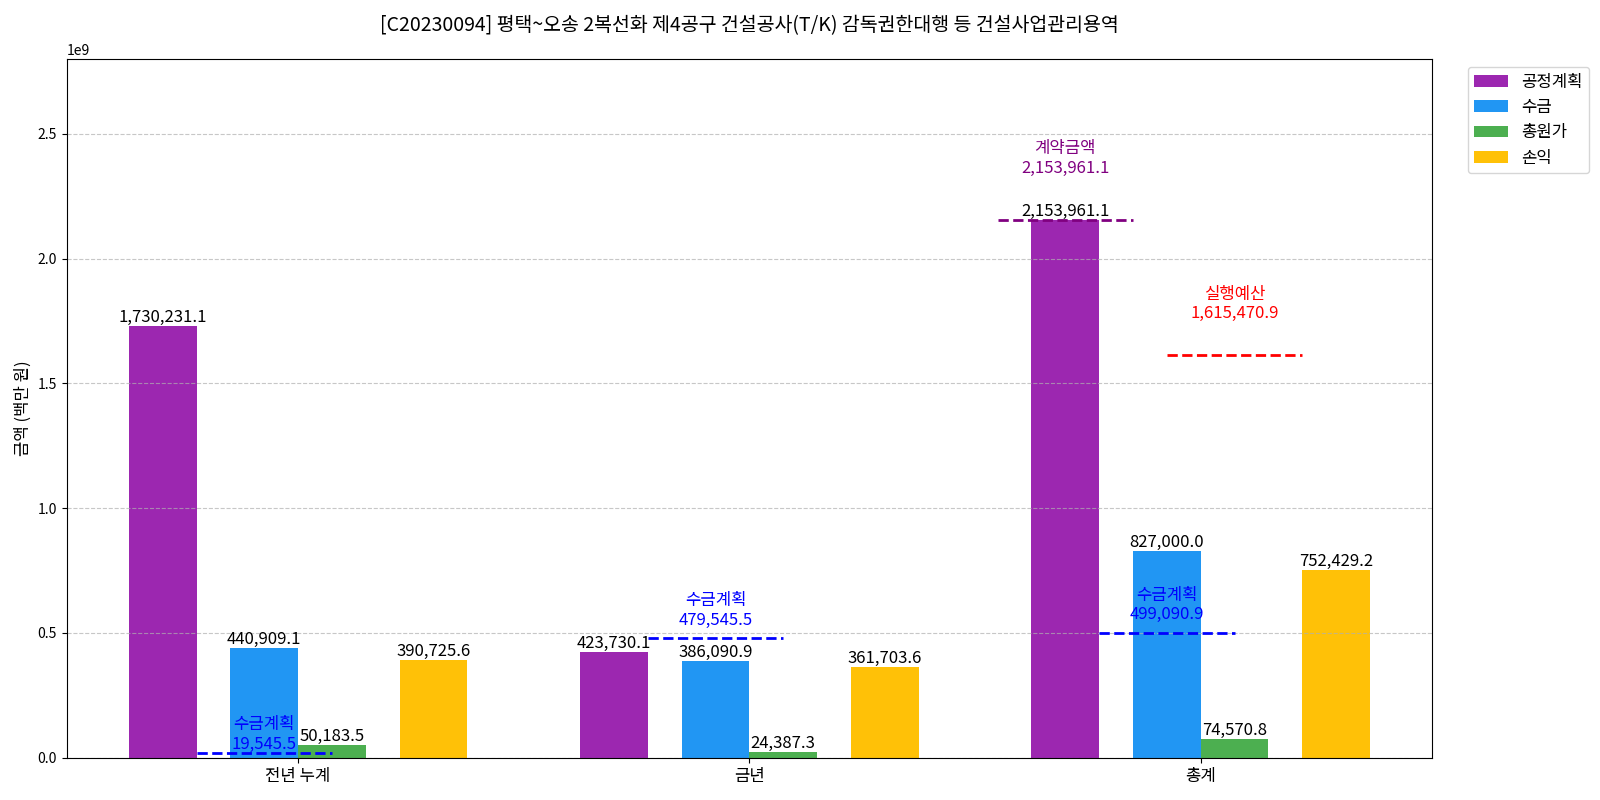 [C20230094] 평택~오송 2복선화 제4공구 건설공사(T/K) 감독권한대행 등 건설사업관리용역
1e9
금액 (백만 원)
2.5
2.0
1.5
1.0
0.5
0.0
공정계획
수금
총원가
손익
계약금액
2,153,961.1
2,153,961.1
실행예산
1,615,470.9
1,730,231.1
440,909.1
수금계획
19,545.5
50,183.5
390,725.6
423,730.1
수금계획
479,545.5
386,090.9
24,387.3
361,703.6
827,000.0
수금계획
499,090.9
74,570.8
752,429.2
전년 누계
금년
총계